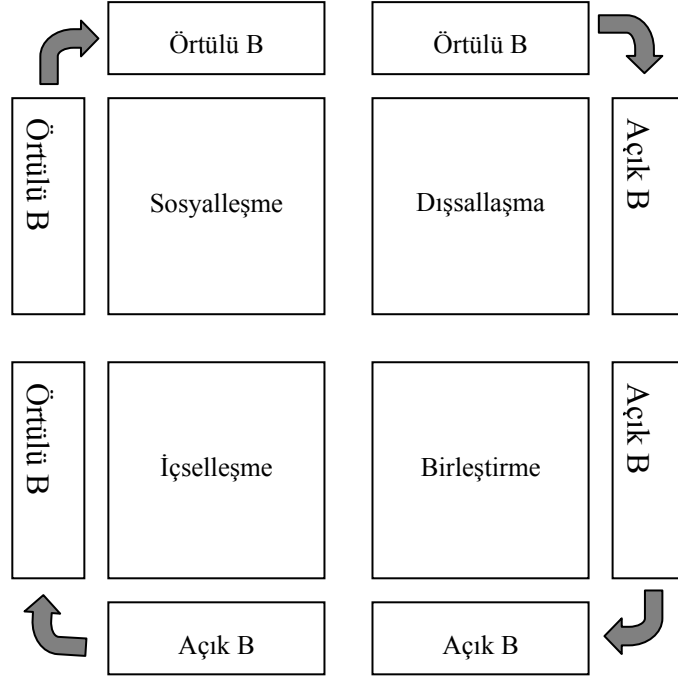 Örtülü B
Örtülü B
Örtülü B
Açık B
Sosyalleşme
Dışsallaşma
Örtülü B
Açık B
İçselleşme
Birleştirme
Açık B
Açık B